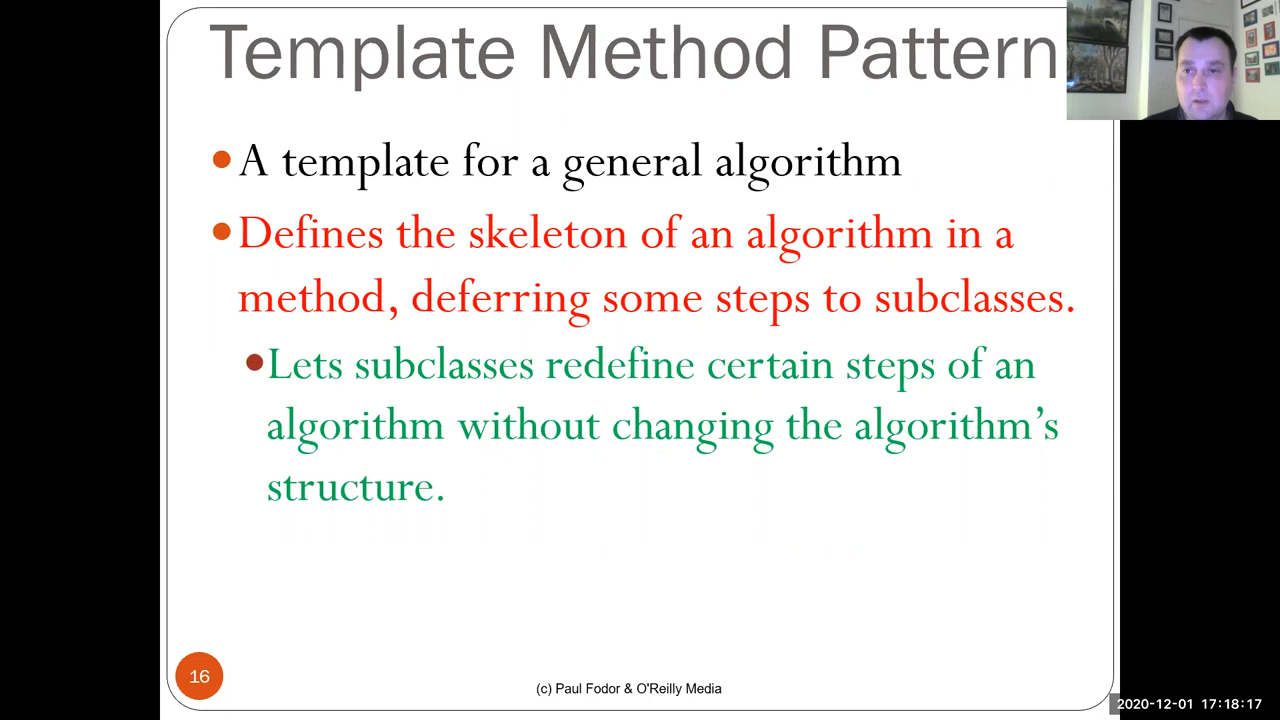 Template Method Pattern
A template for a general algorithm
Defines the skeleton of an algorithm in a
method, deferring some steps to subclasses.
Lets subclasses redefine certain steps of an
algorithm without changing the algorithm’s
structure.
16
(c) Paul Fodor & O'Reilly Media
2020-12-01 17:18:17